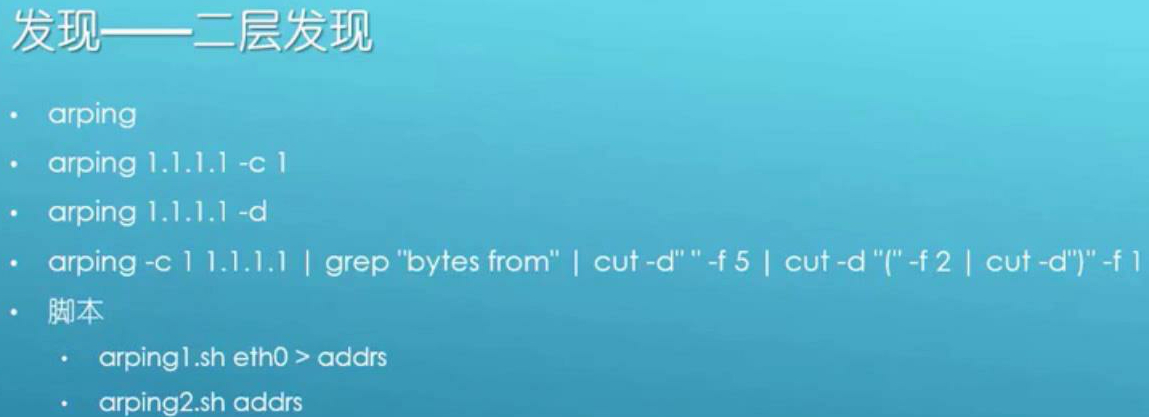 发现——二层发现
• arping
• arping 1.1.1.1 -c 1
• arping 1.1.1.1 -d
• arping -c 1 1.1.1.1 | grep "bytes from" | cut -d" " -f 5 | cut -d "(" -f 2 | cut -d")" -f 1
• 脚本
• arping1.sh eth0 > addrs
• arping2.sh addrs